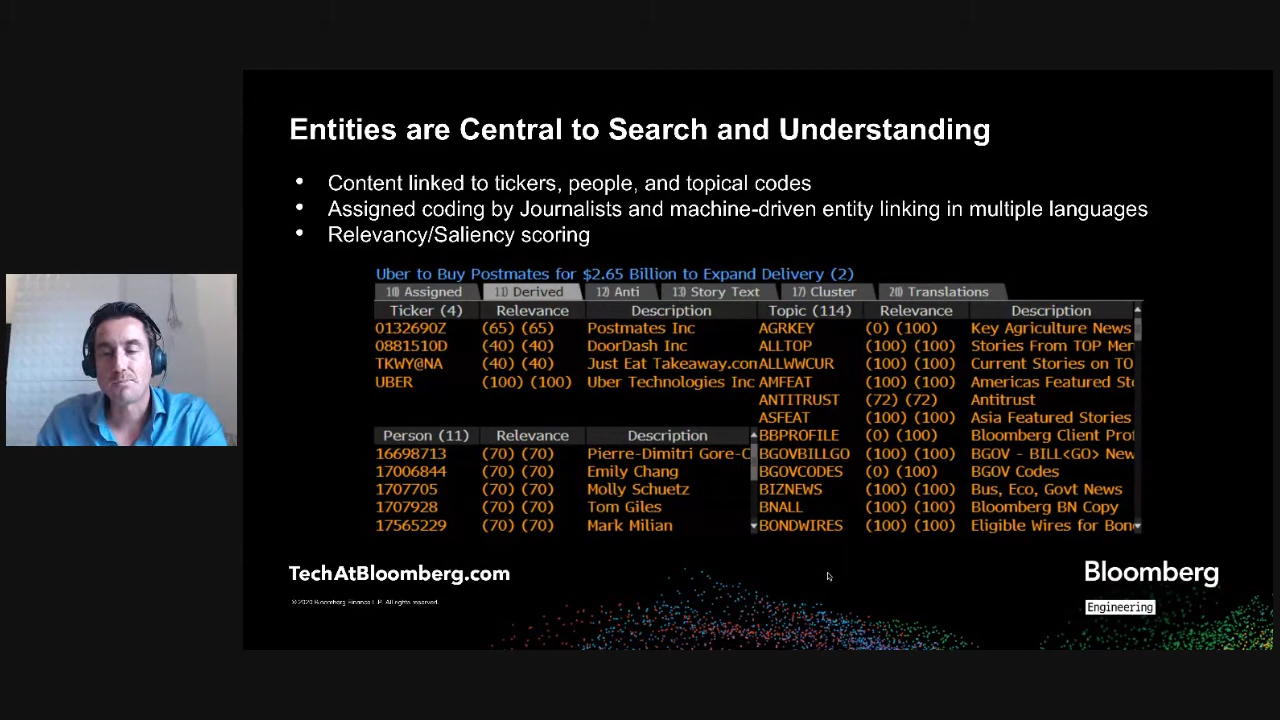 Entities are Central to Search and Understanding
• Content linked to tickers, people, and topical codes
• Assigned coding by Journalists and machine-driven entity linking in multiple languages
• Relevancy/Saliency scoring
Uber to Buy Postmates for $2.65 Billion to Expand Delivery (2)
10) Assigned 11) Derived 12) Anti 13) Story Text 17) Cluster 20) Translations
Ticker (4) Relevance Description
0132690Z (65) (65) Postmates Inc
0881510D (40) (40) DoorDash Inc
TKWY@NA (40) (40) Just Eat Takeaway.com
UBER (100) (100) Uber Technologies Inc
Person (11) Relevance Description
16698713 (70) (70) Pierre-Dimitri Gore-C
17006844 (70) (70) Emily Chang
1707705 (70) (70) Molly Schuetz
1707928 (70) (70) Tom Giles
17565229 (70) (70) Mark Milian
Topic (114) Relevance Description
AGRKEY (0) (100) Key Agriculture News
ALLTOP (100) (100) Stories From TOP Mer
ALLWWCUR (100) (100) Current Stories on TO
AMFEAT (100) (100) Americas Featured Sto
ANTITRUST (72) (72) Antitrust
ASFEAT (100) (100) Asia Featured Stories
BBPROFILE (0) (100) Bloomberg Client Prof
BGOVBILLGO (100) (100) BGOV - BILL<GO> New
BGOVCODES (0) (100) BGOV Codes
BIZNEWS (100) (100) Bus, Eco, Govt News
BNALL (100) (100) Bloomberg BN Copy
BONDWIRES (100) (100) Eligible Wires for Bon
TechAtBloomberg.com
© 2020 Bloomberg Finance L.P. All rights reserved.
Bloomberg
Engineering